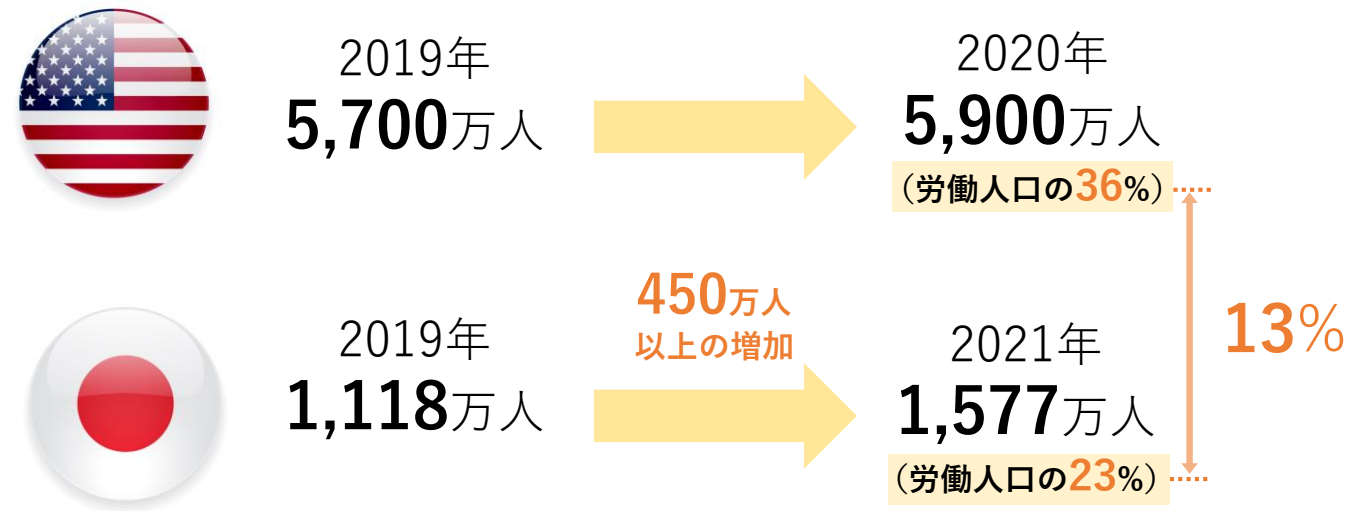 2019年
5,700万人
2020年
5,900万人
（労働人口の36%）
2019年
1,118万人
450万人
以上の増加
2021年
1,577万人
（労働人口の23%）
13%